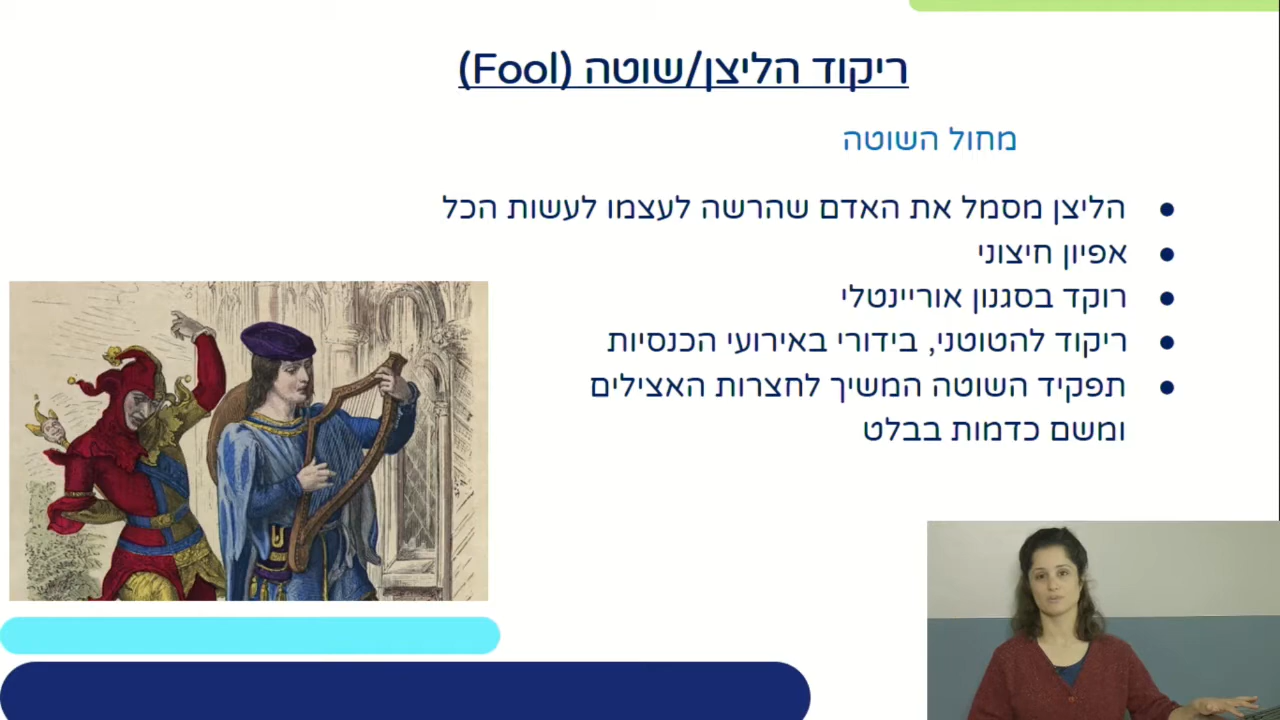 ריקוד הליצן/שוטה (Fool)
מחול השוטה
● הליצן מסמל את האדם שהרשה לעצמו לעשות הכל
● אפיון חיצוני
● רוקד בסגנון אוריינטלי
● ריקוד להטוטני, בידורי באירועי הכנסיות
● תפקיד השוטה המשיך לחצרות האצילים
ומשם כדמות בבלט